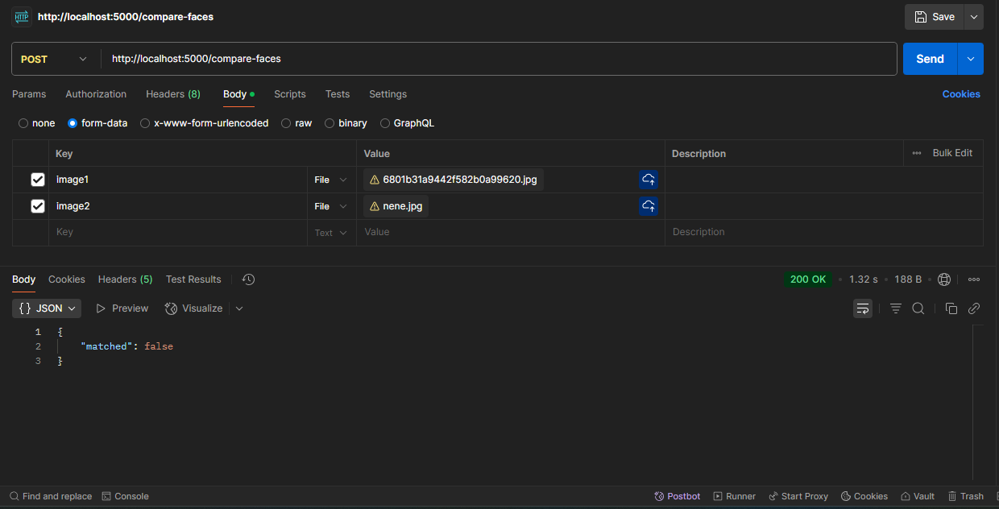 HTTP http://localhost:5000/compare-faces Save
POST http://localhost:5000/compare-faces Send
Params Authorization Headers (8) Body Scripts Tests Settings Cookies
none form-data x-www-form-urlencoded raw binary GraphQL
Key Value Description Bulk Edit
image1 File 6801b31a9442f582b0a99620.jpg
image2 File nene.jpg
Key Text Value Description
Body Cookies Headers (5) Test Results 200 OK 1.32 s 188 B
{} JSON Preview Visualize
1 {
2 "matched": false
3 }
Find and replace Console Postbot Runner Start Proxy Cookies Vault Trash